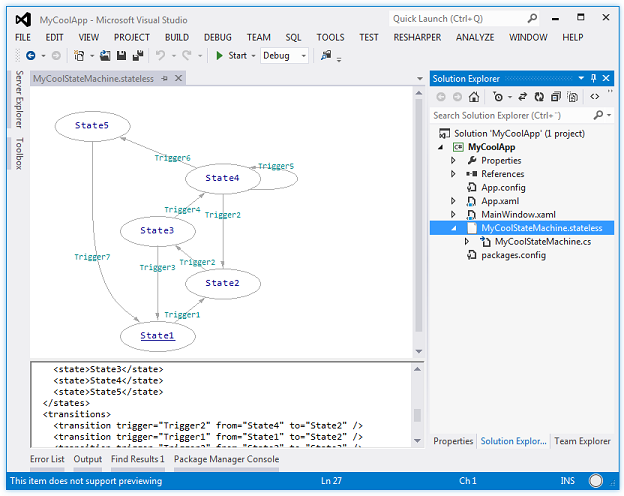 MyCoolApp - Microsoft Visual Studio
Quick Launch (Ctrl+Q)
FILE EDIT VIEW PROJECT BUILD DEBUG TEAM SQL TOOLS TEST RESHARPER ANALYZE WINDOW HELP
Start Debug
Server Explorer
Toolbox
MyCoolStateMachine.stateless
State5
Trigger6
Trigger5
State4
Trigger4
Trigger2
State3
Trigger7
Trigger3
Trigger2
State2
Trigger1
State1
<state>State3</state>
<state>State4</state>
<state>State5</state>
</states>
<transitions>
<transition trigger="Trigger2" from="State4" to="State2" />
<transition trigger="Trigger1" from="State1" to="State2" />
Solution Explorer
Search Solution Explorer (Ctrl+¨)
Solution 'MyCoolApp' (1 project)
MyCoolApp
Properties
References
App.config
App.xaml
MainWindow.xaml
MyCoolStateMachine.stateless
MyCoolStateMachine.cs
packages.config
Properties Solution Explor... Team Explorer
Error List Output Find Results 1 Package Manager Console
This item does not support previewing Ln 27 Ch 1 INS